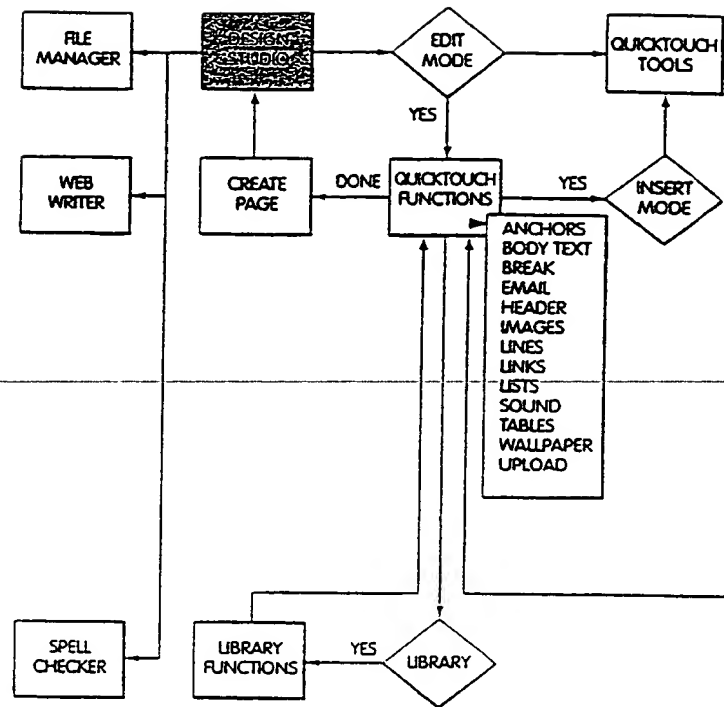 FILE
MANAGER
DESIGN
STUDIO
EDIT
MODE
QUICKTOUCH
TOOLS
YES
WEB
WRITER
CREATE
PAGE
DONE
QUICKTOUCH
FUNCTIONS
YES
INSERT
MODE
ANCHORS
BODY TEXT
BREAK
EMAIL
HEADER
IMAGES
LINES
LINKS
LISTS
SOUND
TABLES
WALLPAPER
UPLOAD
SPELL
CHECKER
LIBRARY
FUNCTIONS
YES
LIBRARY